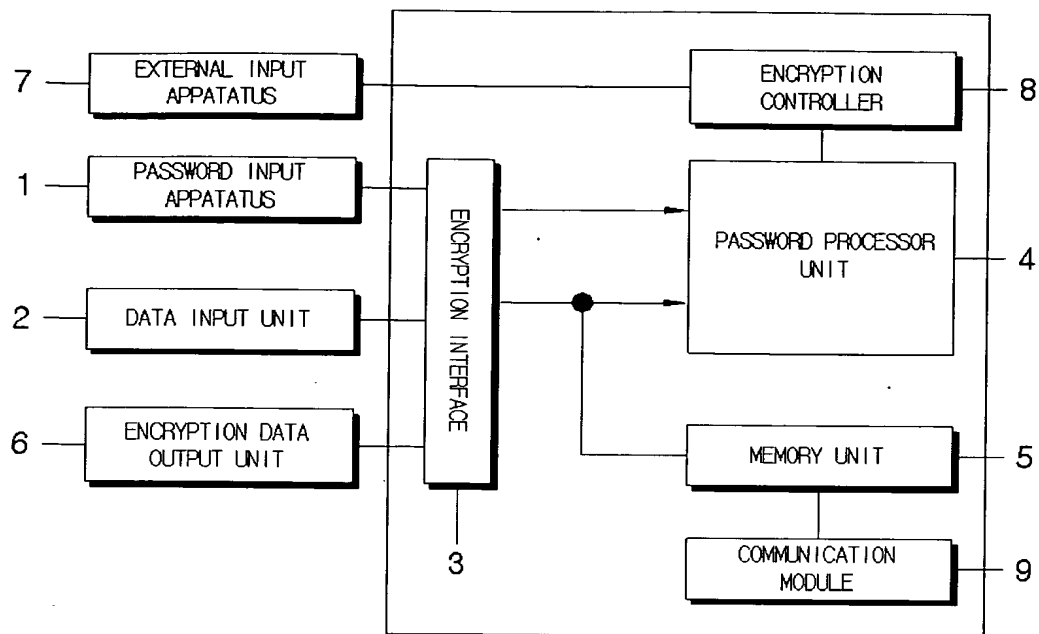 7
EXTERNAL INPUT
APPATATUS
ENCRYPTION
CONTROLLER
8
1
PASSWORD INPUT
APPATATUS
ENCRYPTION INTERFACE
PASSWORD PROCESSOR
UNIT
4
2
DATA INPUT UNIT
6
ENCRYPTION DATA
OUTPUT UNIT
MEMORY UNIT
5
3
COMMUNICATION
MODULE
9